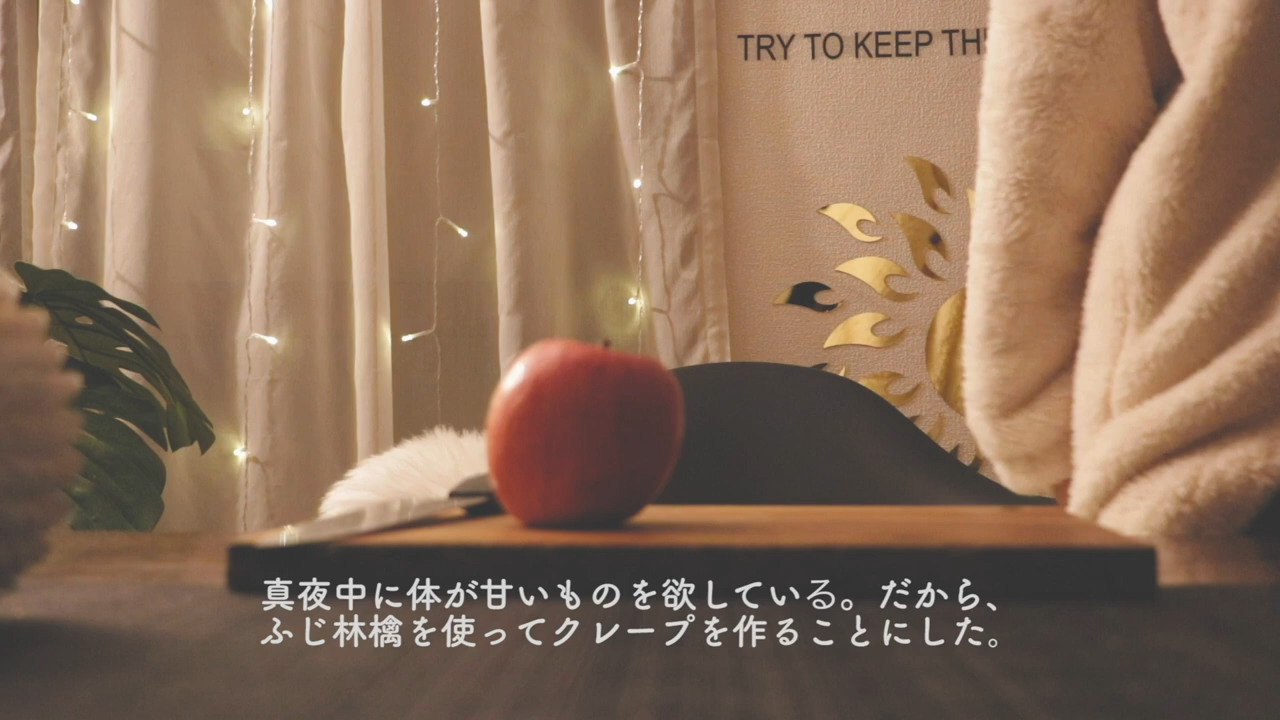 TRY TO KEEP TH
真夜中に体が甘いものを欲している。だから、
ふじ林檎を使ってクレープを作ることにした。